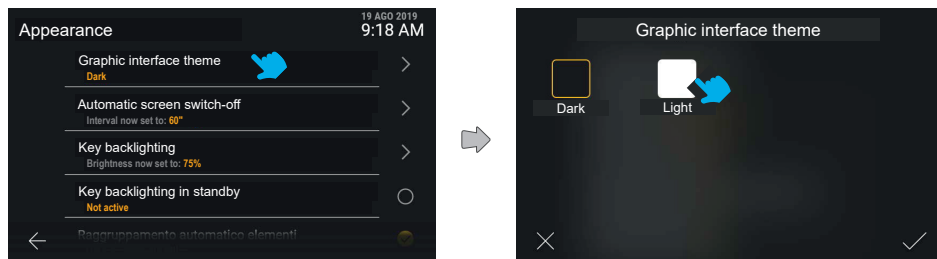 Appearance
19 AGO 2019
9:18 AM
Graphic interface theme
Dark
Automatic screen switch-off
Interval now set to: 60"
Key backlighting
Brightness now set to: 75%
Key backlighting in standby
Not active
Raggruppamento automatico elementi
Graphic interface theme
Dark
Light